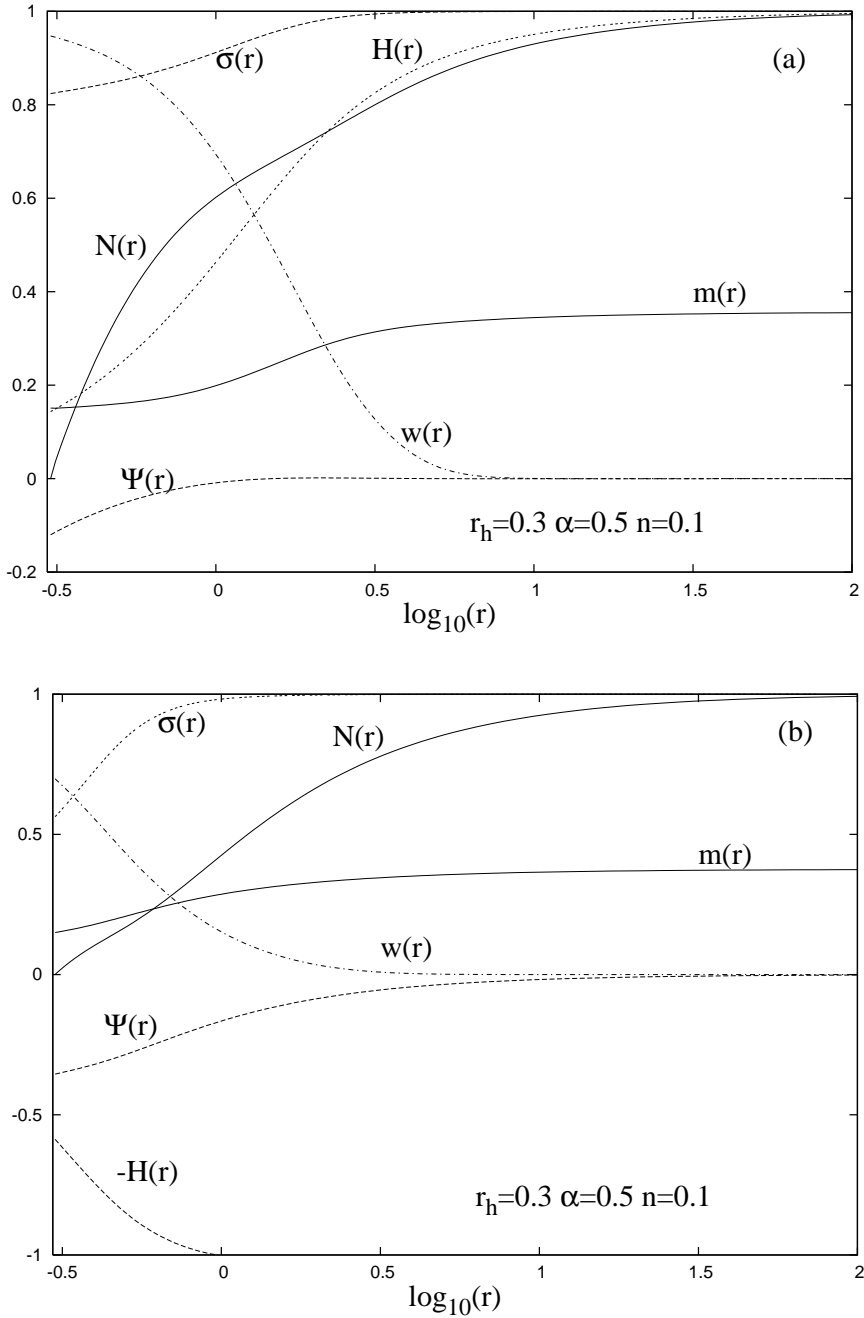 1
σ(r)
H(r)
(a)
0.8
0.6
N(r)
0.4
m(r)
0.2
w(r)
Ψ(r)
0
r_h=0.3 α=0.5 n=0.1
-0.2
-0.5 0 0.5 1 1.5 2
log_10(r)
1
σ(r)
N(r)
(b)
0.5
m(r)
w(r)
0
Ψ(r)
-0.5
-H(r)
r_h=0.3 α=0.5 n=0.1
-1
-0.5 0 0.5 1 1.5 2
log_10(r)